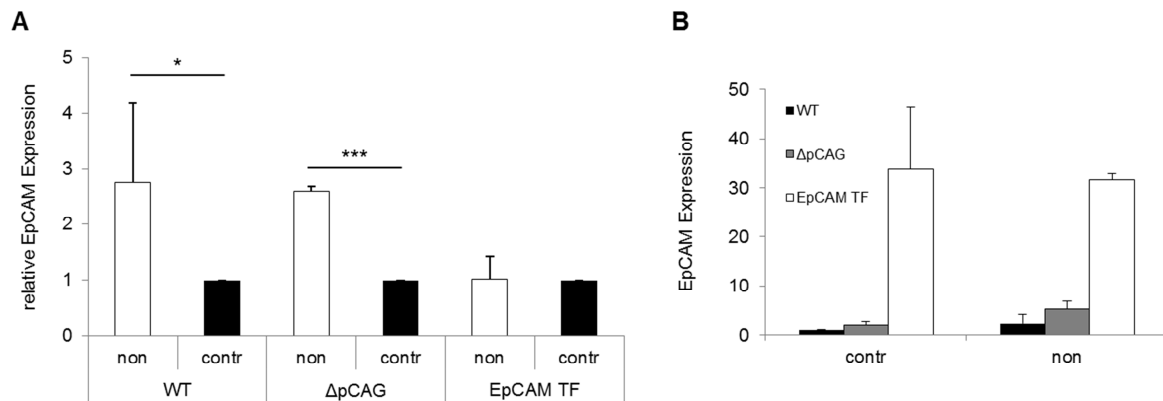 A
relative EpCAM Expression
5
4
3
2
1
0
*
***
non contr non contr non contr
WT ΔpCAG EpCAM TF
B
EpCAM Expression
50
40
30
20
10
0
WT
ΔpCAG
EpCAM TF
contr non